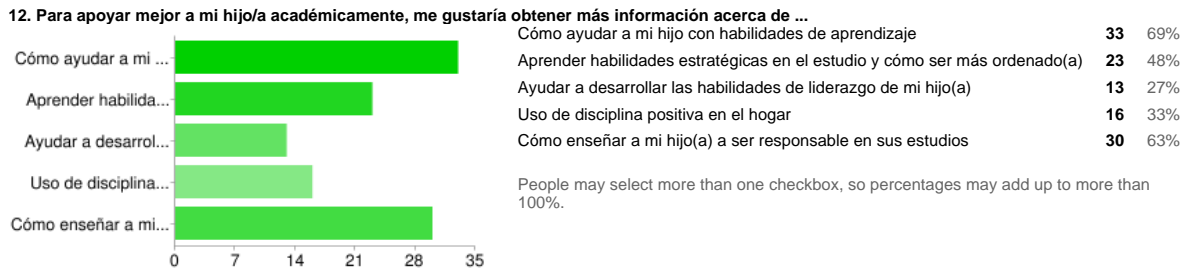 12. Para apoyar mejor a mi hijo/a académicamente, me gustaría obtener más información acerca de ...
Cómo ayudar a mi ...
Aprender habilida...
Ayudar a desarrol...
Uso de disciplina...
Cómo enseñar a mi...
0 7 14 21 28 35
Cómo ayudar a mi hijo con habilidades de aprendizaje 33 69%
Aprender habilidades estratégicas en el estudio y cómo ser más ordenado(a) 23 48%
Ayudar a desarrollar las habilidades de liderazgo de mi hijo(a) 13 27%
Uso de disciplina positiva en el hogar 16 33%
Cómo enseñar a mi hijo(a) a ser responsable en sus estudios 30 63%
People may select more than one checkbox, so percentages may add up to more than
100%.